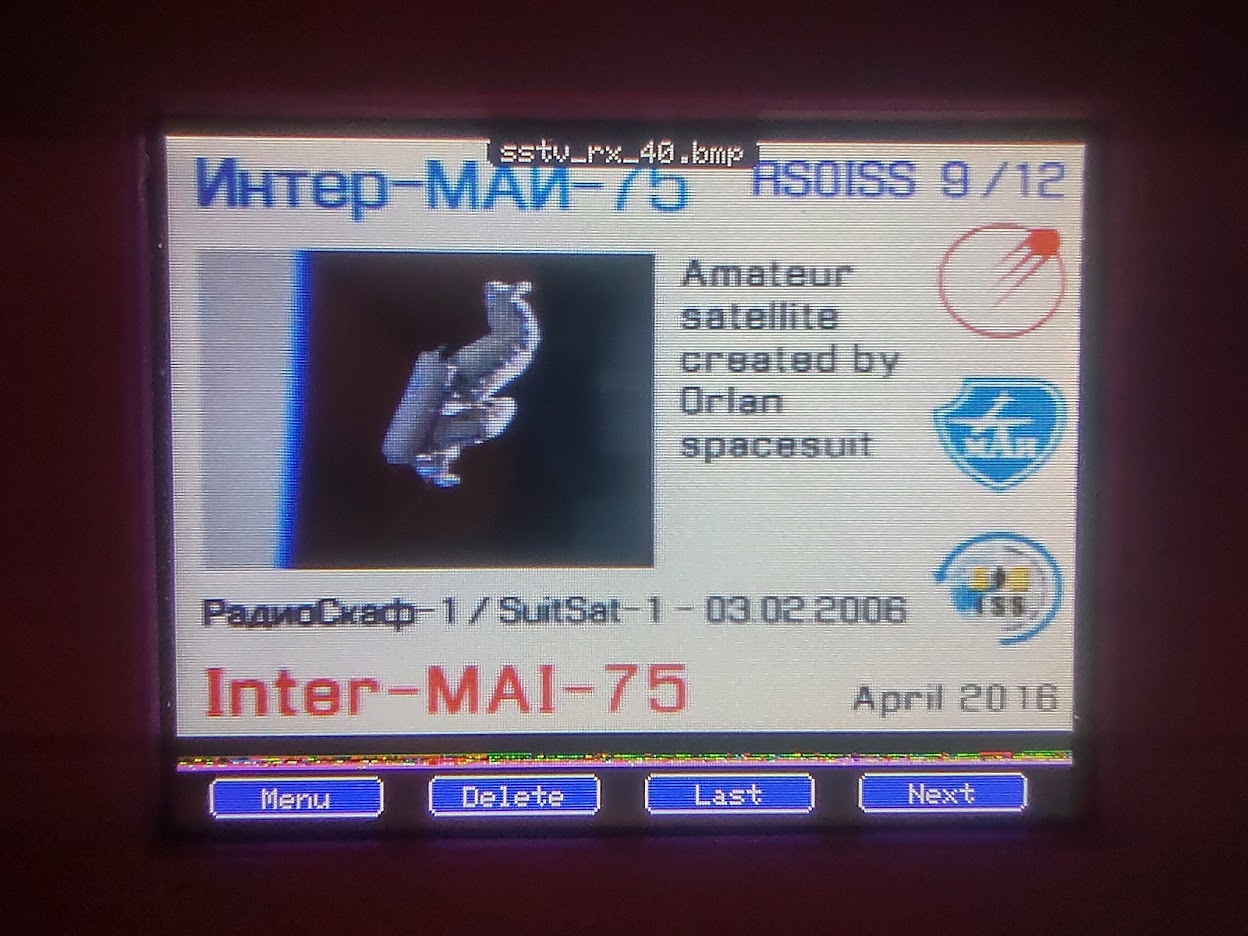 sstv_rx_40.bmp
Интер-МАИ-75
RS0ISS 9/12
Amateur
satellite
created by
Orlan
spacesuit
МАИ
ISS
РадиоСкаф-1 / SuitSat-1 - 03.02.2006
Inter-MAI-75
April 2016
Menu
Delete
Last
Next